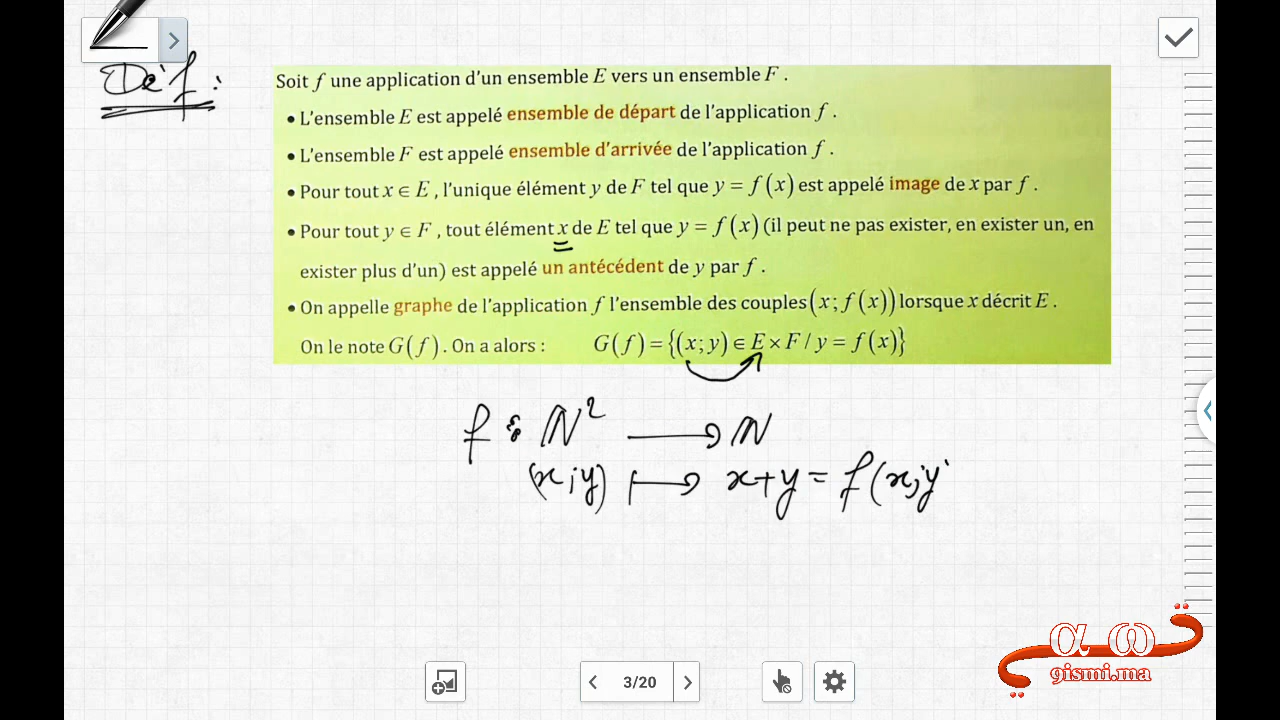 Déf :
Soit f une application d'un ensemble E vers un ensemble F .
• L'ensemble E est appelé ensemble de départ de l'application f .
• L'ensemble F est appelé ensemble d'arrivée de l'application f .
• Pour tout x ∈ E , l'unique élément y de F tel que y = f(x) est appelé image de x par f .
• Pour tout y ∈ F , tout élément x de E tel que y = f(x) (il peut ne pas exister, en exister un, en
exister plus d'un) est appelé un antécédent de y par f .
• On appelle graphe de l'application f l'ensemble des couples (x ; f(x)) lorsque x décrit E .
On le note G(f) . On a alors : G(f) = {(x; y) ∈ E × F / y = f(x)}
f : ℕ² → ℕ
(x ; y) ↦ x+y = f(x;y)
3/20
α ω
9ismi.ma